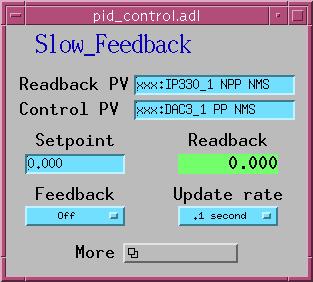 pid_control.adl
Slow_Feedback
Readback PV xxx:IP330_1 NPP NMS
Control PV xxx:DAC3_1 PP NMS
Setpoint Readback
0.000 0.000
Feedback Update rate
Off .1 second
More